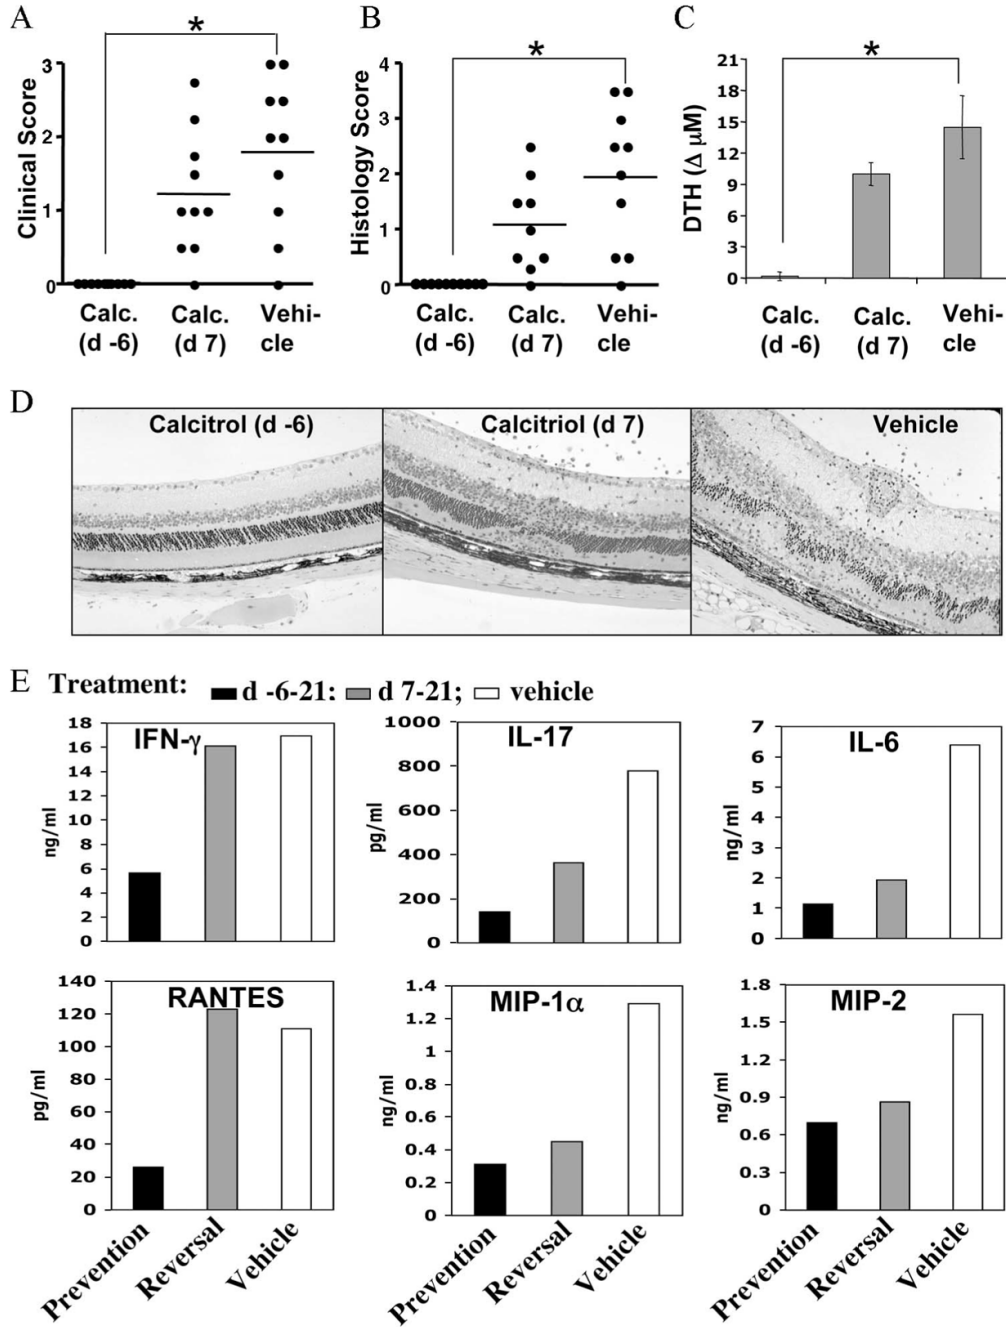 A
*
Clinical Score
3
2
1
0
Calc.
(d -6)
Calc.
(d 7)
Vehi-
cle
B
*
Histology Score
4
3
2
1
0
Calc.
(d -6)
Calc.
(d 7)
Vehi-
cle
C
*
DTH (Δ μM)
21
18
15
12
9
6
3
0
Calc.
(d -6)
Calc.
(d 7)
Vehi-
cle
D
Calcitrol (d -6)
Calcitriol (d 7)
Vehicle
E Treatment: d -6-21: d 7-21; vehicle
IFN-γ
ng/ml
18
16
14
12
10
8
6
4
2
0
IL-17
pg/ml
1000
800
600
400
200
0
IL-6
ng/ml
7
6
5
4
3
2
1
0
RANTES
pg/ml
140
120
100
80
60
40
20
0
Prevention
Reversal
Vehicle
MIP-1α
ng/ml
1.4
1.2
1
0.8
0.6
0.4
0.2
0
Prevention
Reversal
Vehicle
MIP-2
ng/ml
1.8
1.5
1.2
0.9
0.6
0.3
0
Prevention
Reversal
Vehicle